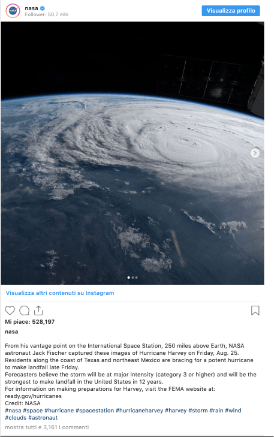 nasa
Follower · 50.2 mln
Visualizza profilo
Visualizza altri contenuti su Instagram
Mi piace: 528,197
nasa
From his vantage point on the International Space Station, 250 miles above Earth, NASA
astronaut Jack Fischer captured these images of Hurricane Harvey on Friday, Aug. 25.
Residents along the coast of Texas and northeast Mexico are bracing for a potent hurricane
to make landfall late Friday.
Forecasters believe the storm will be at major intensity (category 3 or higher) and will be the
strongest to make landfall in the United States in 12 years.
For information on making preparations for Harvey, visit the FEMA website at:
ready.gov/hurricanes
Credit: NASA
#nasa #space #hurricane #spacestation #hurricaneharvey #harvey #storm #rain #wind
#clouds #astronaut
mostra tutti e 3,161 i commenti